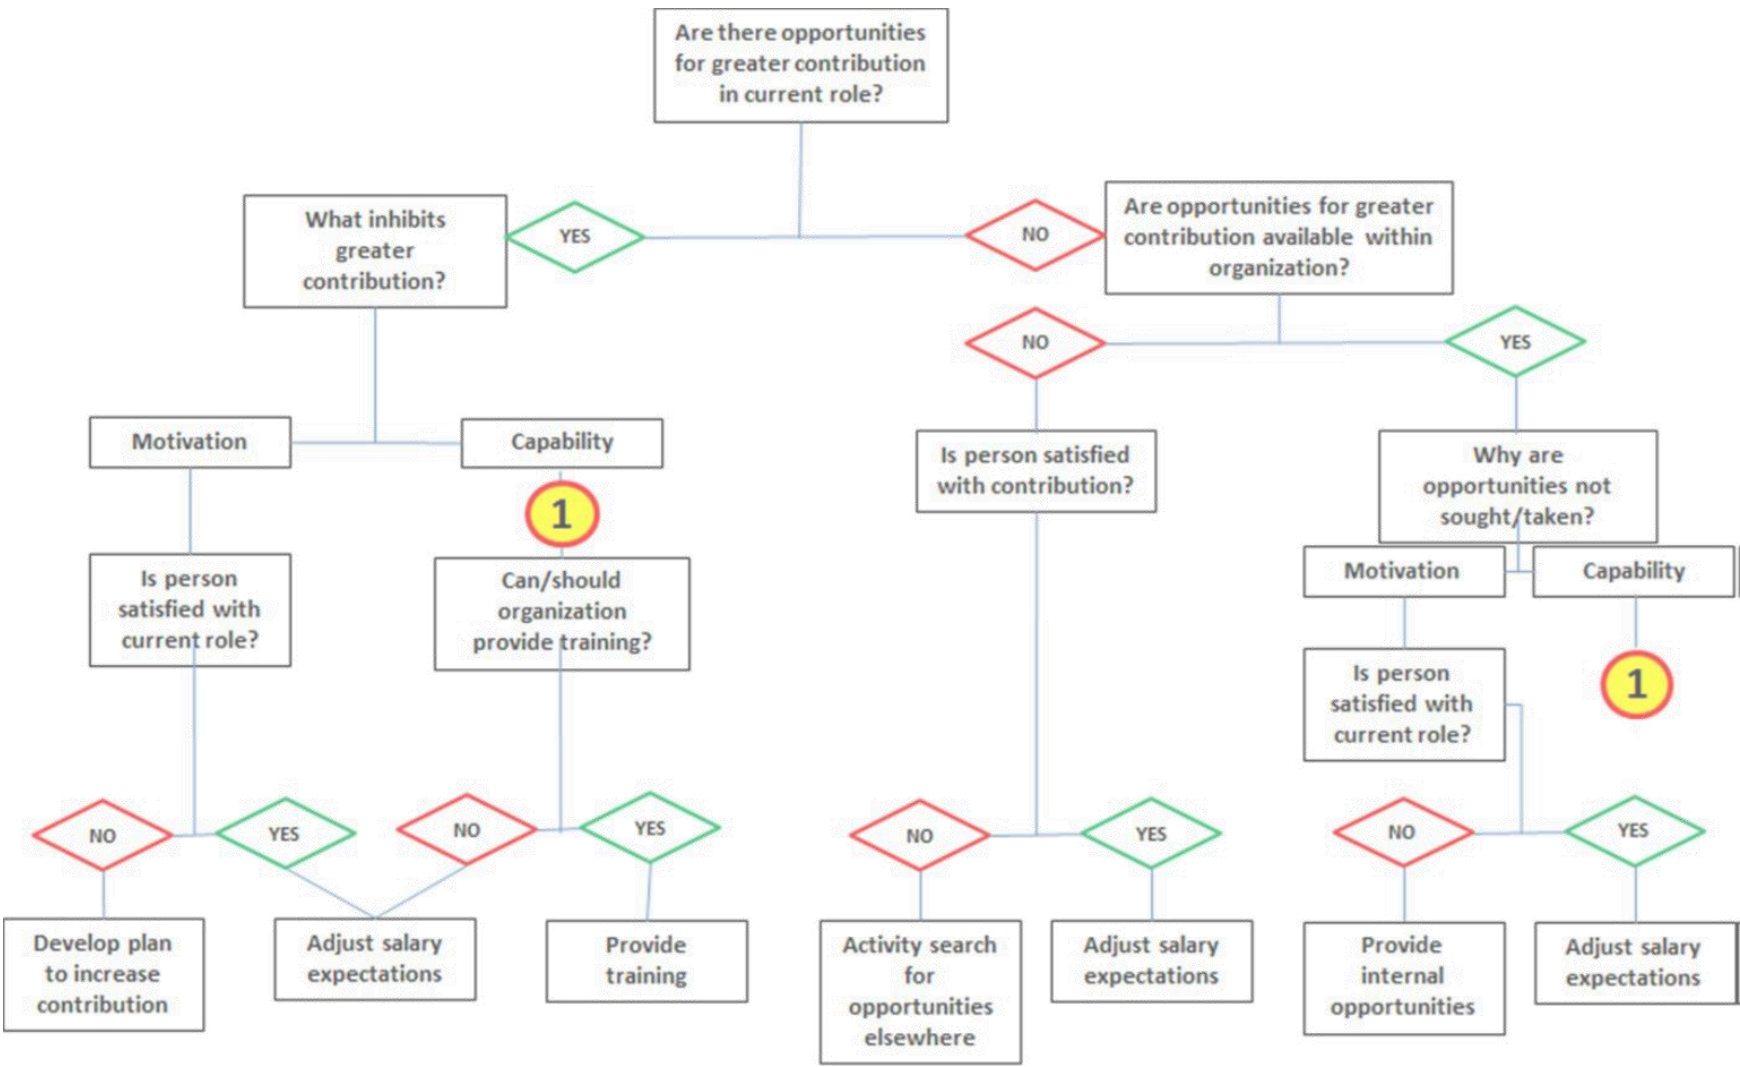 Are there opportunities
for greater contribution
in current role?
What inhibits
greater
contribution?
YES
NO
Are opportunities for greater
contribution available within
organization?
NO
YES
Motivation
Capability
Is person satisfied
with contribution?
Why are
opportunities not
sought/taken?
1
Is person
satisfied with
current role?
Can/should
organization
provide training?
Motivation
Capability
Is person
satisfied with
current role?
1
NO
YES
NO
YES
NO
YES
NO
YES
Develop plan
to increase
contribution
Adjust salary
expectations
Provide
training
Activity search
for
opportunities
elsewhere
Adjust salary
expectations
Provide
internal
opportunities
Adjust salary
expectations